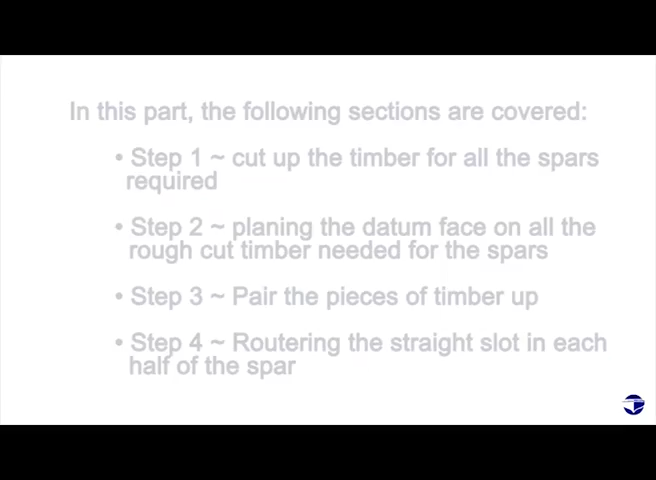 In this part, the following sections are covered:
• Step 1 ~ cut up the timber for all the spars
required
• Step 2 ~ planing the datum face on all the
rough cut timber needed for the spars
• Step 3 ~ Pair the pieces of timber up
• Step 4 ~ Routering the straight slot in each
half of the spar